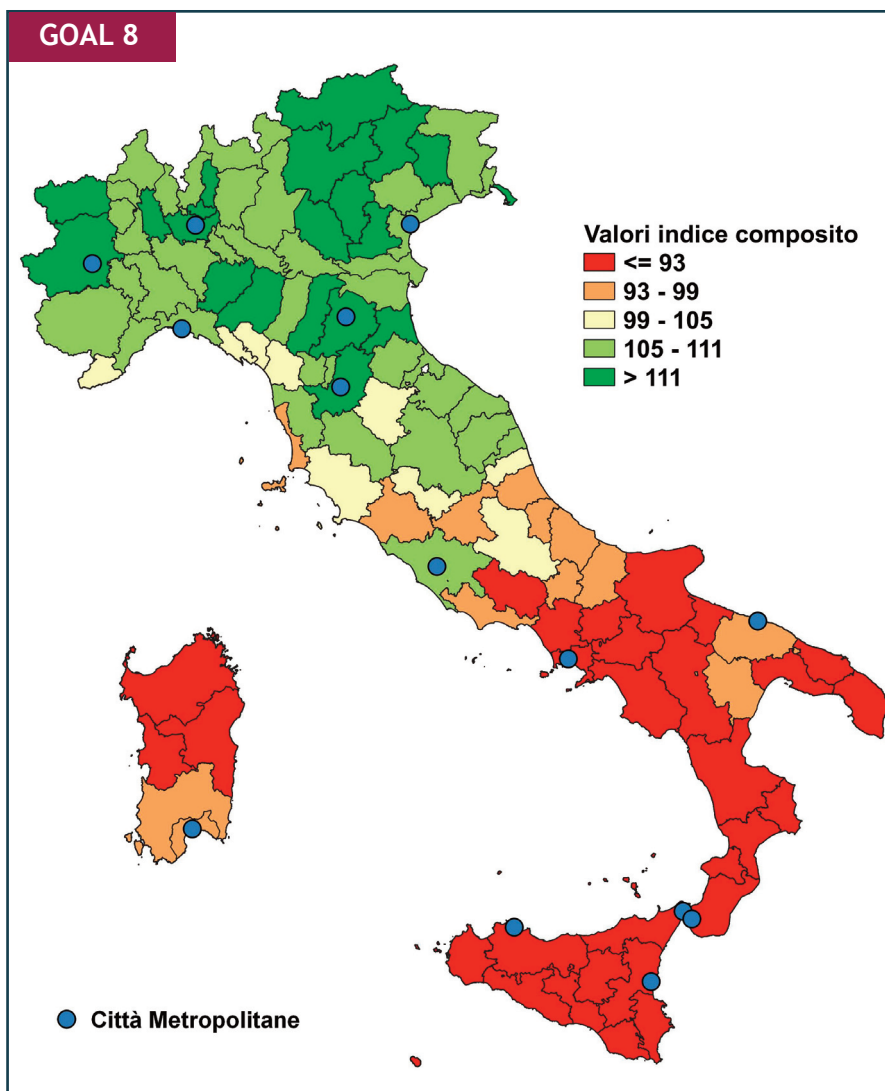 GOAL 8
Valori indice composito
<= 93
93 - 99
99 - 105
105 - 111
> 111
Città Metropolitane